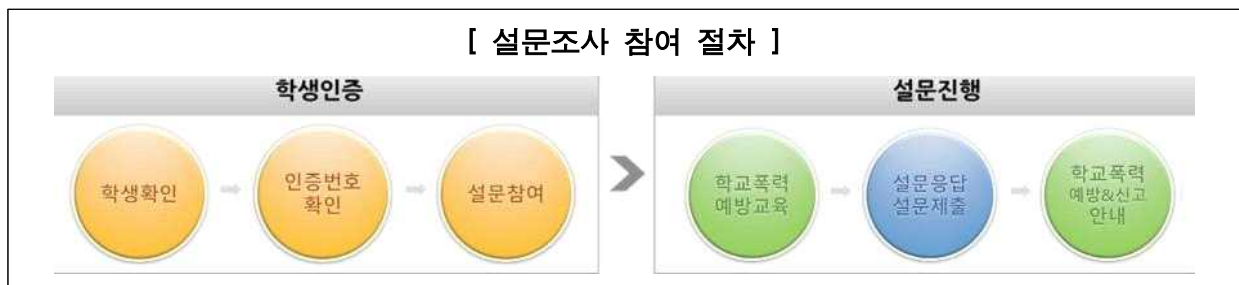 [ 설문조사 참여 절차 ]
학생인증
학생확인
인증번호
확인
설문참여
설문진행
학교폭력
예방교육
설문응답
설문제출
학교폭력
예방&신고
안내